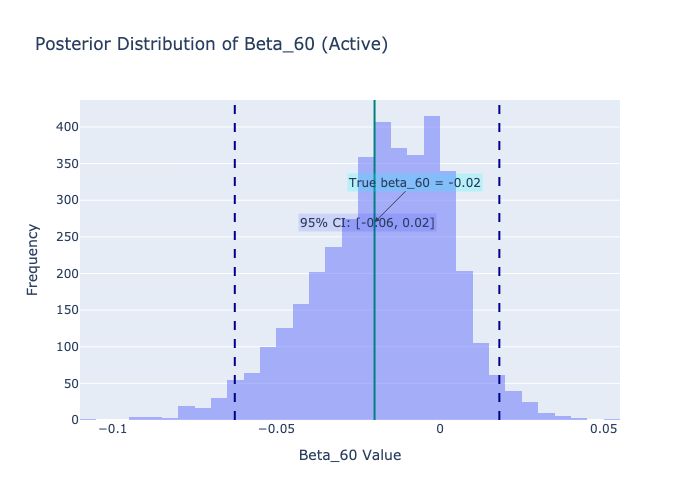 Posterior Distribution of Beta_60 (Active)
400
350
300
250
200
150
100
50
0
Frequency
True beta_60 = -0.02
95% CI: [-0.06, 0.02]
−0.1
−0.05
0
0.05
Beta_60 Value